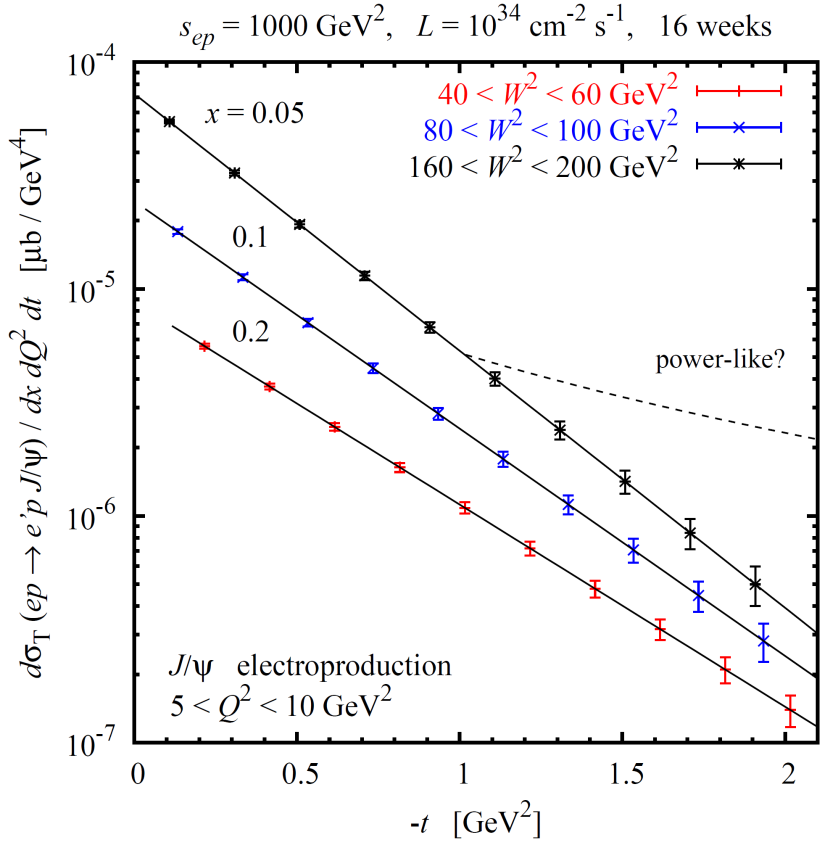 s_ep = 1000 GeV², L = 10³⁴ cm⁻² s⁻¹, 16 weeks
10⁻⁴
x = 0.05
40 < W² < 60 GeV²
80 < W² < 100 GeV²
160 < W² < 200 GeV²
0.1
10⁻⁵
0.2
power-like?
dσ_T (ep → e'p J/ψ) / dx dQ² dt [μb / GeV⁴]
10⁻⁶
J/ψ electroproduction
5 < Q² < 10 GeV²
10⁻⁷
0 0.5 1 1.5 2
-t [GeV²]